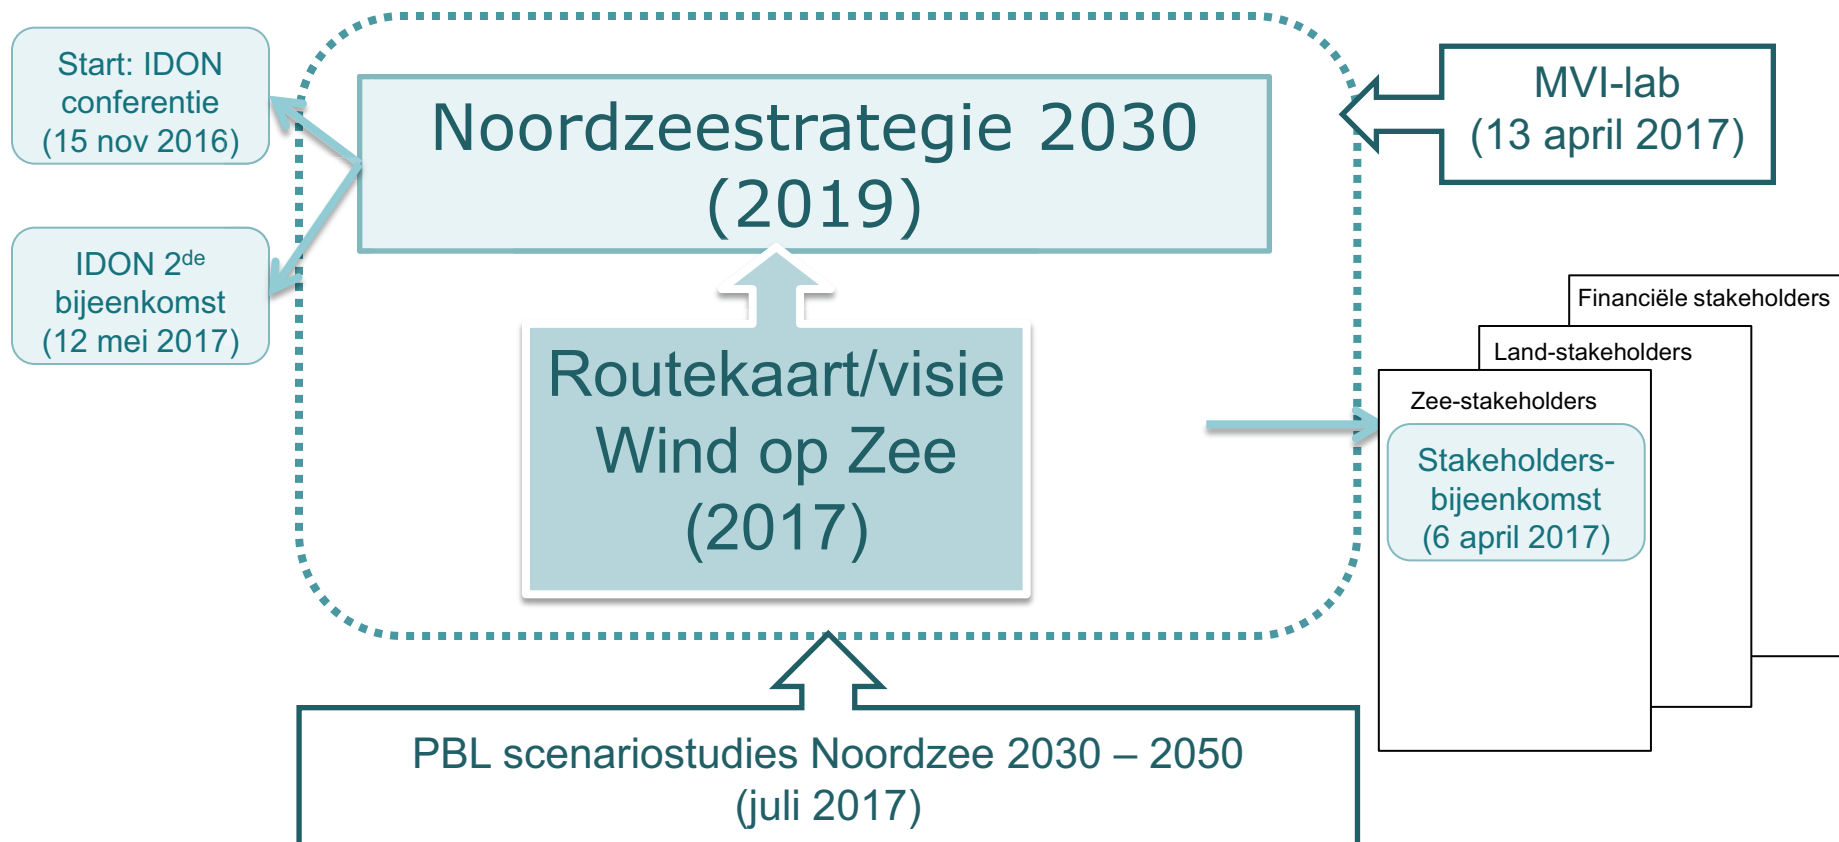 Start: IDON
conferentie
(15 nov 2016)
IDON 2de
bijeenkomst
(12 mei 2017)
Noordzeestrategie 2030
(2019)
Routekaart/visie
Wind op Zee
(2017)
MVI-lab
(13 april 2017)
Financiële stakeholders
Land-stakeholders
Zee-stakeholders
Stakeholders-
bijeenkomst
(6 april 2017)
PBL scenariostudies Noordzee 2030 – 2050
(juli 2017)